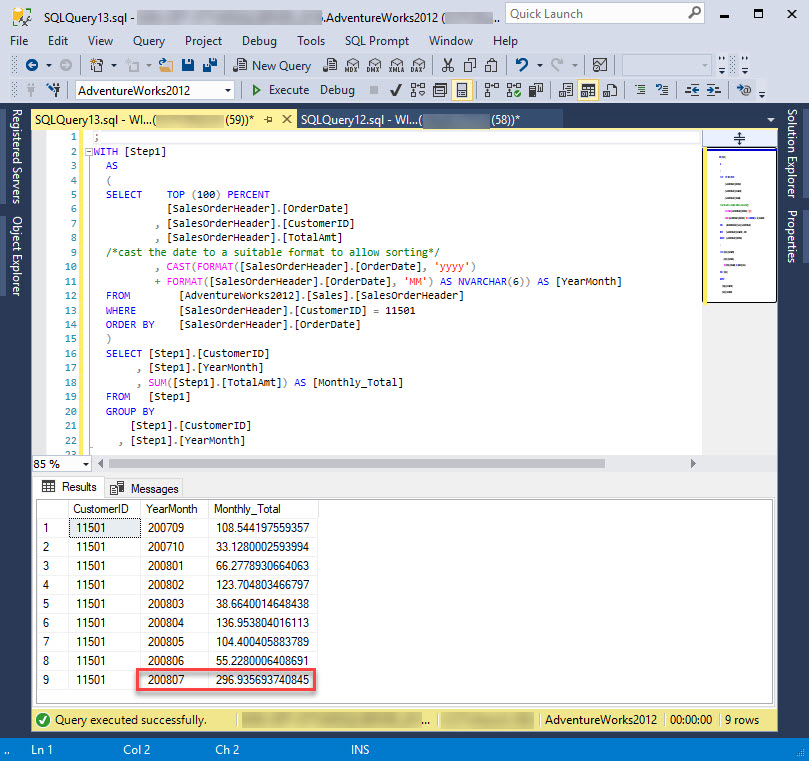 SQLQuery13.sql - .AdventureWorks2012 (
Quick Launch
File Edit View Query Project Debug Tools SQL Prompt Window Help
New Query MDX DMX XMLA DAX
AdventureWorks2012 Execute Debug
SQLQuery13.sql - WI...( (59))* SQLQuery12.sql - WI...( (58))*
Registered Servers
Object Explorer
Solution Explorer
Properties
1 ;
2 WITH [Step1]
3 AS
4 (
5 SELECT TOP (100) PERCENT
6 [SalesOrderHeader].[OrderDate]
7 , [SalesOrderHeader].[CustomerID]
8 , [SalesOrderHeader].[TotalAmt]
9 /*cast the date to a suitable format to allow sorting*/
10 , CAST(FORMAT([SalesOrderHeader].[OrderDate], 'yyyy')
11 + FORMAT([SalesOrderHeader].[OrderDate], 'MM') AS NVARCHAR(6)) AS [YearMonth]
12 FROM [AdventureWorks2012].[Sales].[SalesOrderHeader]
13 WHERE [SalesOrderHeader].[CustomerID] = 11501
14 ORDER BY [SalesOrderHeader].[OrderDate]
15 )
16 SELECT [Step1].[CustomerID]
17 , [Step1].[YearMonth]
18 , SUM([Step1].[TotalAmt]) AS [Monthly_Total]
19 FROM [Step1]
20 GROUP BY
21 [Step1].[CustomerID]
22 , [Step1].[YearMonth]
23
85 %
Results Messages
CustomerID YearMonth Monthly_Total
1 11501 200709 108.544197559357
2 11501 200710 33.1280002593994
3 11501 200801 66.2778930664063
4 11501 200802 123.704803466797
5 11501 200803 38.6640014648438
6 11501 200804 136.953804016113
7 11501 200805 104.400405883789
8 11501 200806 55.2280006408691
9 11501 200807 296.935693740845
Query executed successfully. ... AdventureWorks2012 00:00:00 9 rows
.. Ln 1 Col 2 Ch 2 INS